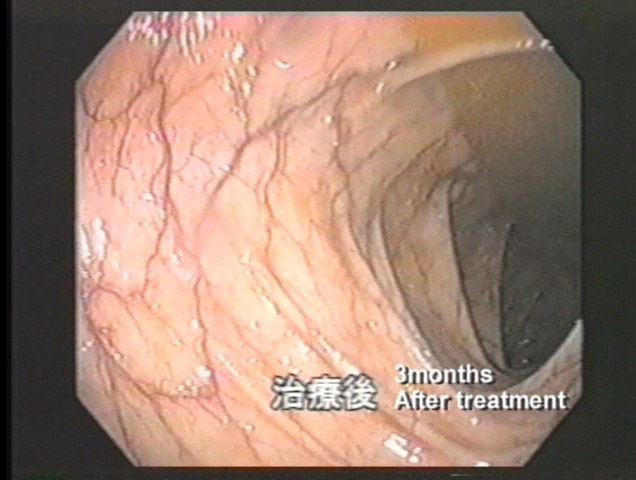 治療後
3months
After treatment